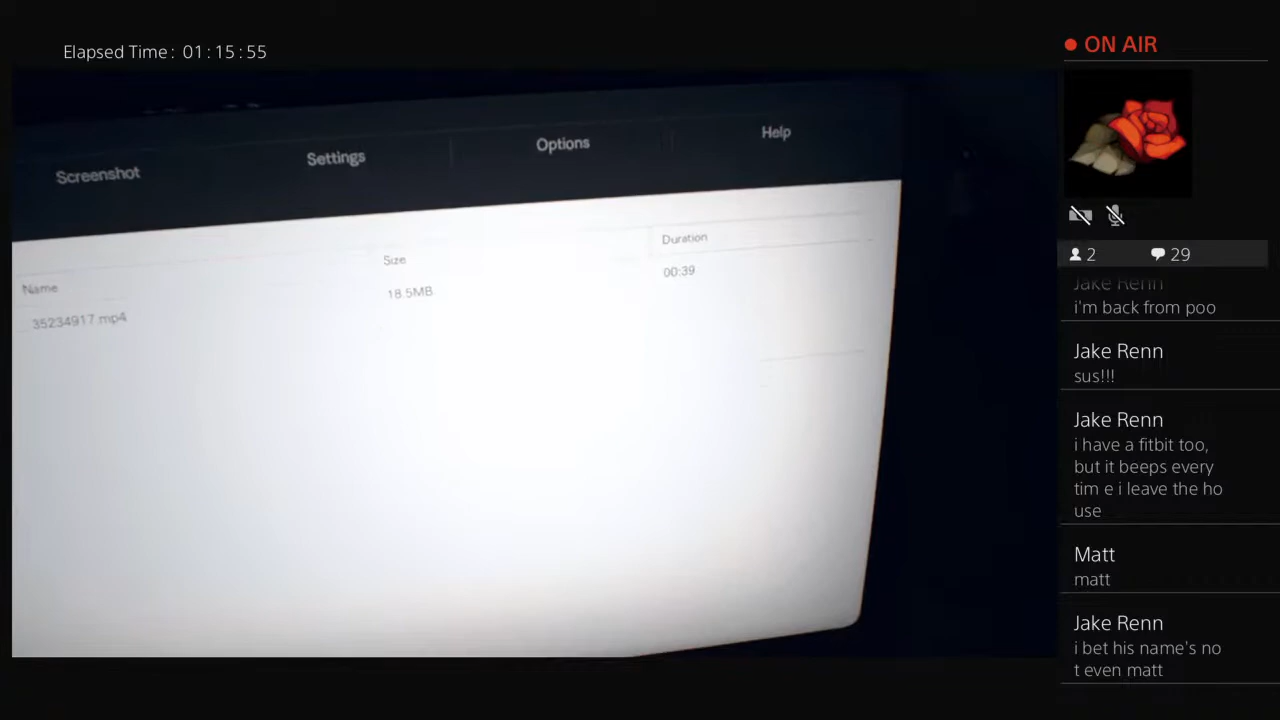 Elapsed Time: 01:15:55
ON AIR
Screenshot
Settings
Options
Help
Name
Size
Duration
35234917.mp4
18.5MB
00:39
2
29
Jake Renn
i'm back from poo
Jake Renn
sus!!!
Jake Renn
i have a fitbit too,
but it beeps every
tim e i leave the ho
use
Matt
matt
Jake Renn
i bet his name's no
t even matt